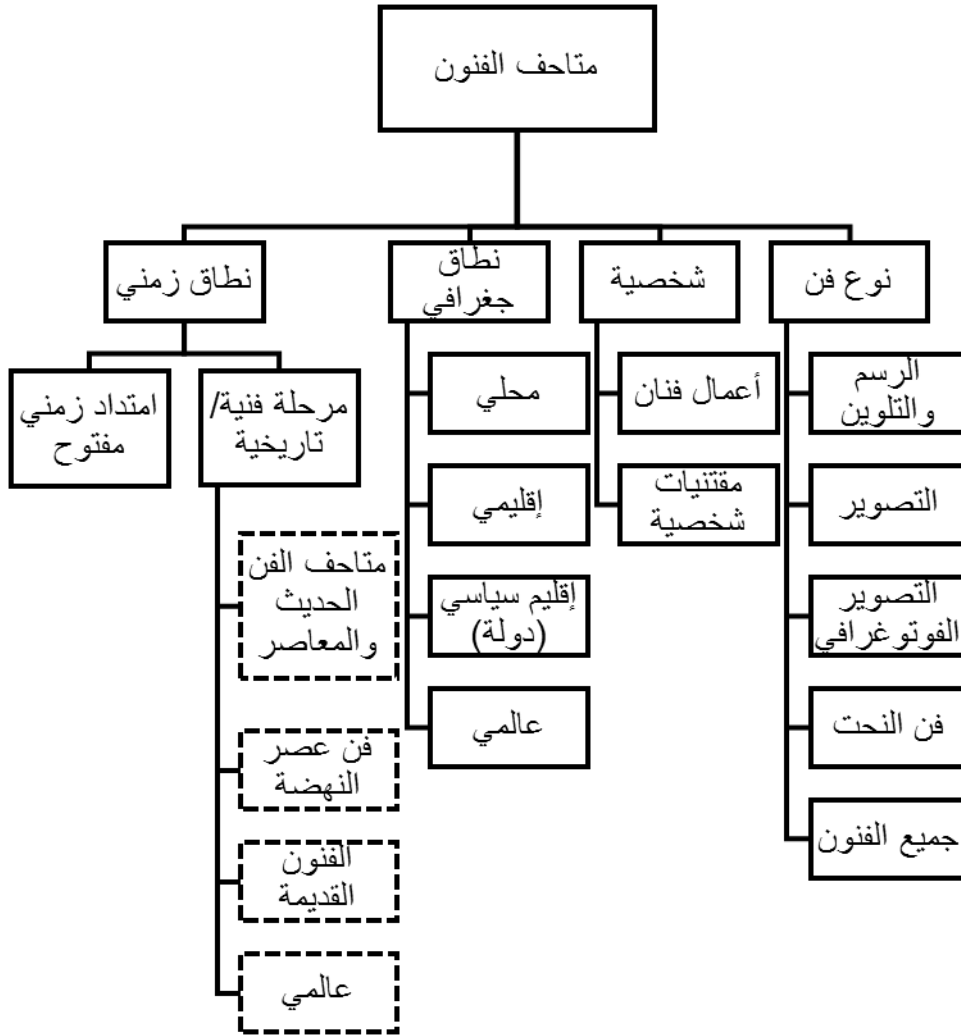 متاحف الفنون
نوع فن
الرسم
والتلوين
التصوير
التصوير
الفوتوغرافي
فن النحت
جميع الفنون
شخصية
أعمال فنان
مقتنيات
شخصية
نطاق
جغرافي
محلي
إقليمي
إقليم سياسي
(دولة)
عالمي
نطاق زمني
مرحلة فنية/
تاريخية
متاحف الفن
الحديث
والمعاصر
فن عصر
النهضة
الفنون
القديمة
عالمي
امتداد زمني
مفتوح